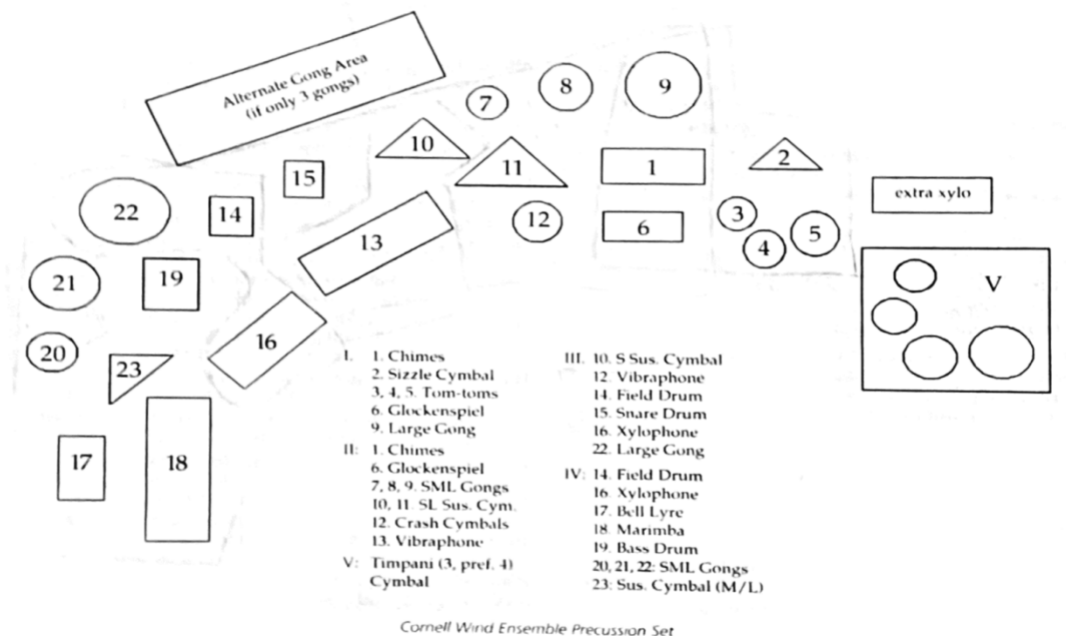 Alternate Gong Area
(if only 3 gongs)
7
8
9
10
11
1
2
15
22
14
12
6
3
4
5
extra xylo
13
21
19
V
20
23
16
17
18
I. 1. Chimes
2. Sizzle Cymbal
3, 4, 5. Tom-toms
6. Glockenspiel
9. Large Gong
II: 1. Chimes
6. Glockenspiel
7, 8, 9. SML Gongs
10, 11. SL Sus. Cym.
12. Crash Cymbals
13. Vibraphone
V: Timpani (3, pref. 4)
Cymbal
III. 10. S Sus. Cymbal
12. Vibraphone
14. Field Drum
15. Snare Drum
16. Xylophone
22. Large Gong
IV: 14. Field Drum
16. Xylophone
17. Bell Lyre
18. Marimba
19. Bass Drum
20, 21, 22: SML Gongs
23: Sus. Cymbal (M/L)
Cornell Wind Ensemble Precussion Set